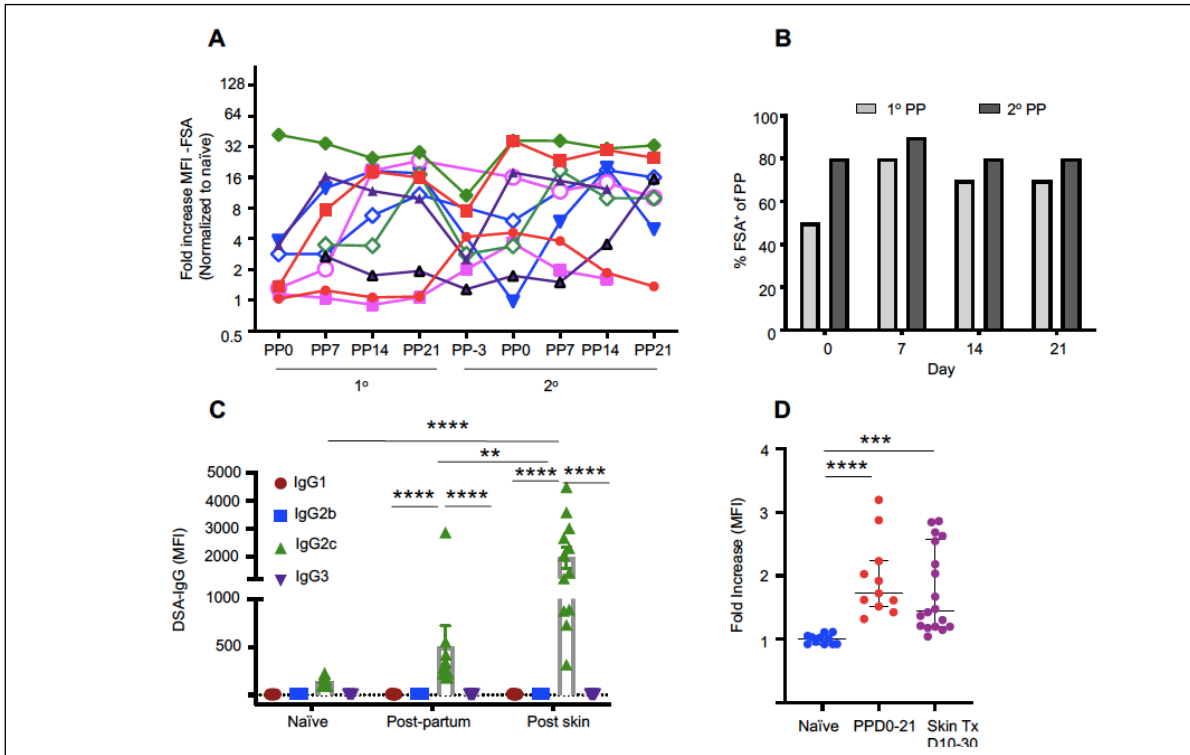 A
Fold increase MFI -FSA
(Normalized to naïve)
128
64
32
16
8
4
2
1
0.5
PP0 PP7 PP14 PP21 PP-3 PP0 PP7 PP14 PP21
1º 2º
B
% FSA⁺ of PP
1º PP 2º PP
100
80
60
40
20
0
0 7 14 21
Day
C
DSA-IgG (MFI)
5000
4000
3000
2000
1000
500
IgG1
IgG2b
IgG2c
IgG3
****
**
**** ****
**** ****
Naïve Post-partum Post skin
D
Fold Increase (MFI)
4
3
2
1
***
****
Naïve PPD0-21 Skin Tx
D10-30